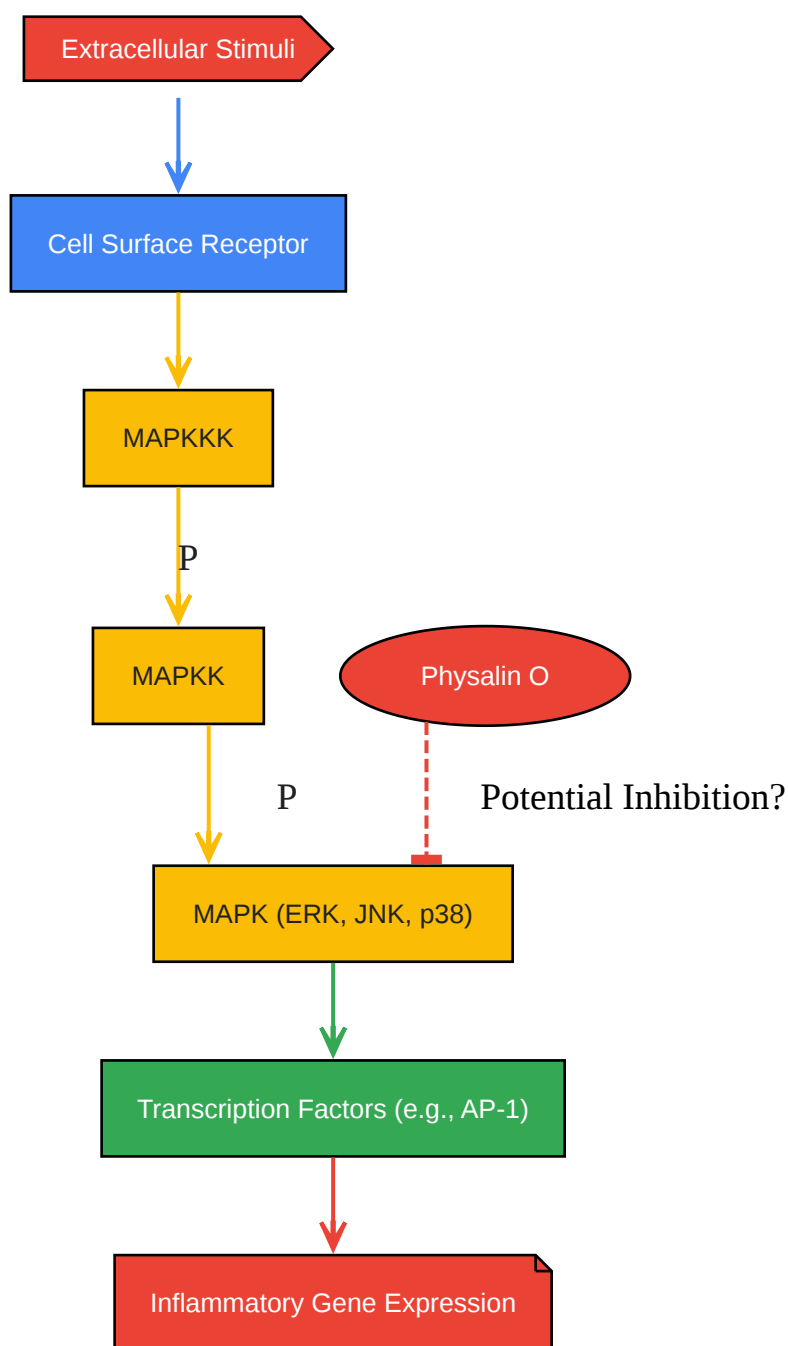 Extracellular Stimuli
Cell Surface Receptor
MAPKKK
P
MAPKK
Physalin O
P
Potential Inhibition?
MAPK (ERK, JNK, p38)
Transcription Factors (e.g., AP-1)
Inflammatory Gene Expression